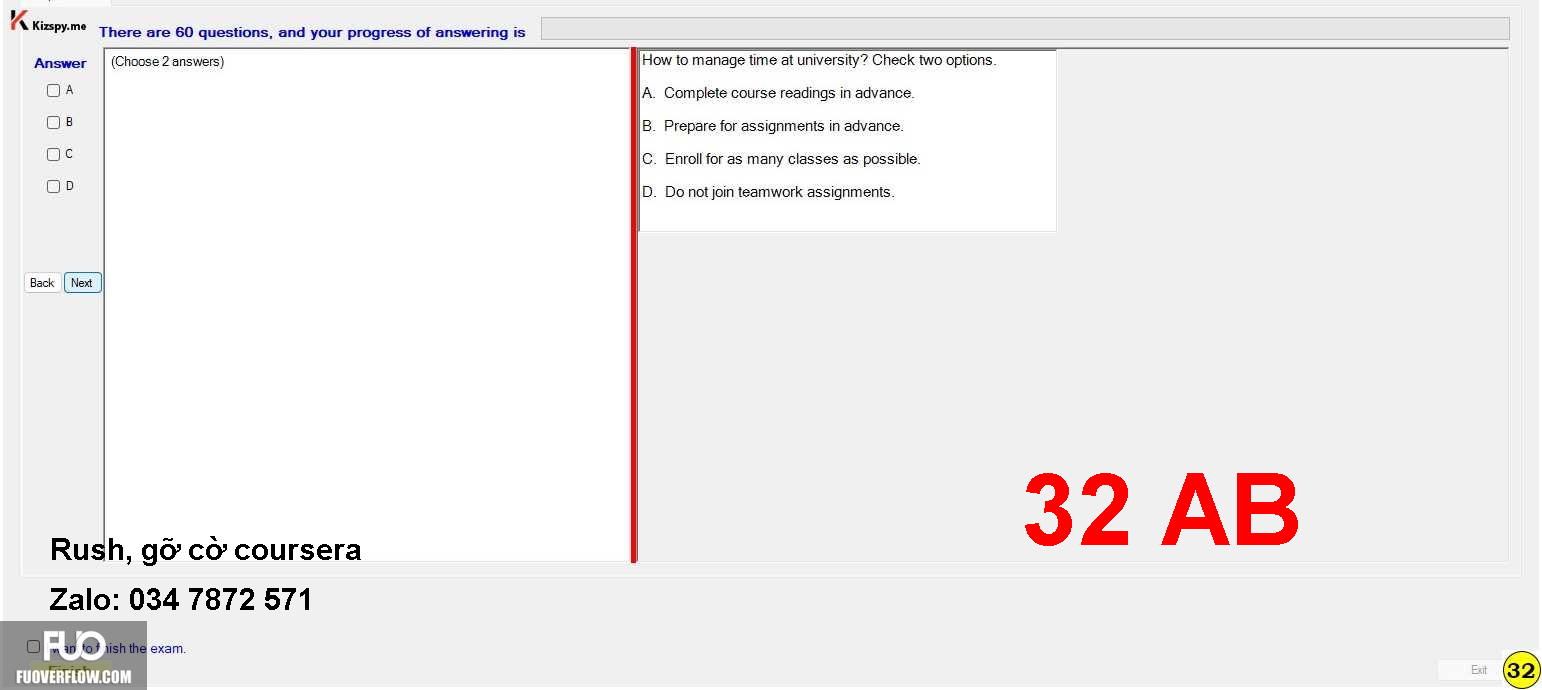 Kizspy.me
There are 60 questions, and your progress of answering is
Answer
(Choose 2 answers)
A
B
C
D
Back
Next
How to manage time at university? Check two options.
A. Complete course readings in advance.
B. Prepare for assignments in advance.
C. Enroll for as many classes as possible.
D. Do not join teamwork assignments.
32 AB
Rush, gỡ cờ coursera
Zalo: 034 7872 571
FUO
FUOVERFLOW.COM
to finish the exam.
Finish
Exit
32